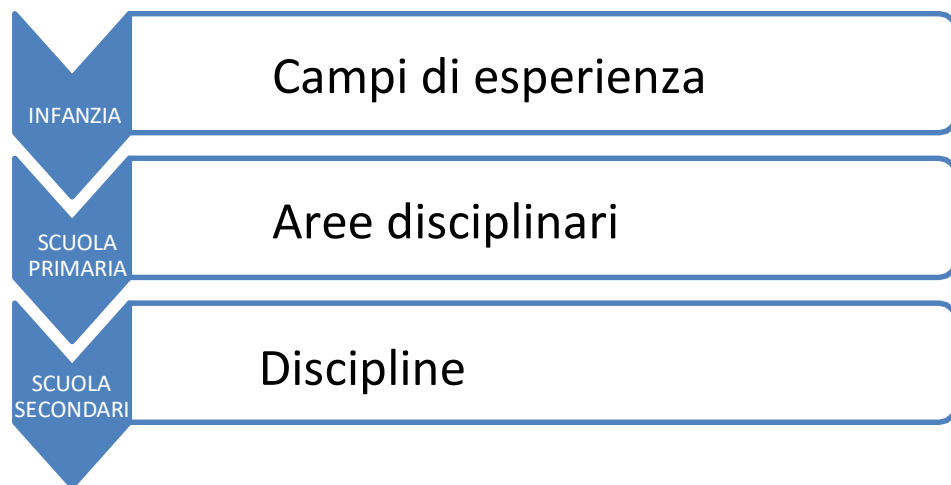 INFANZIA
Campi di esperienza
SCUOLA
PRIMARIA
Aree disciplinari
SCUOLA
SECONDARI
Discipline